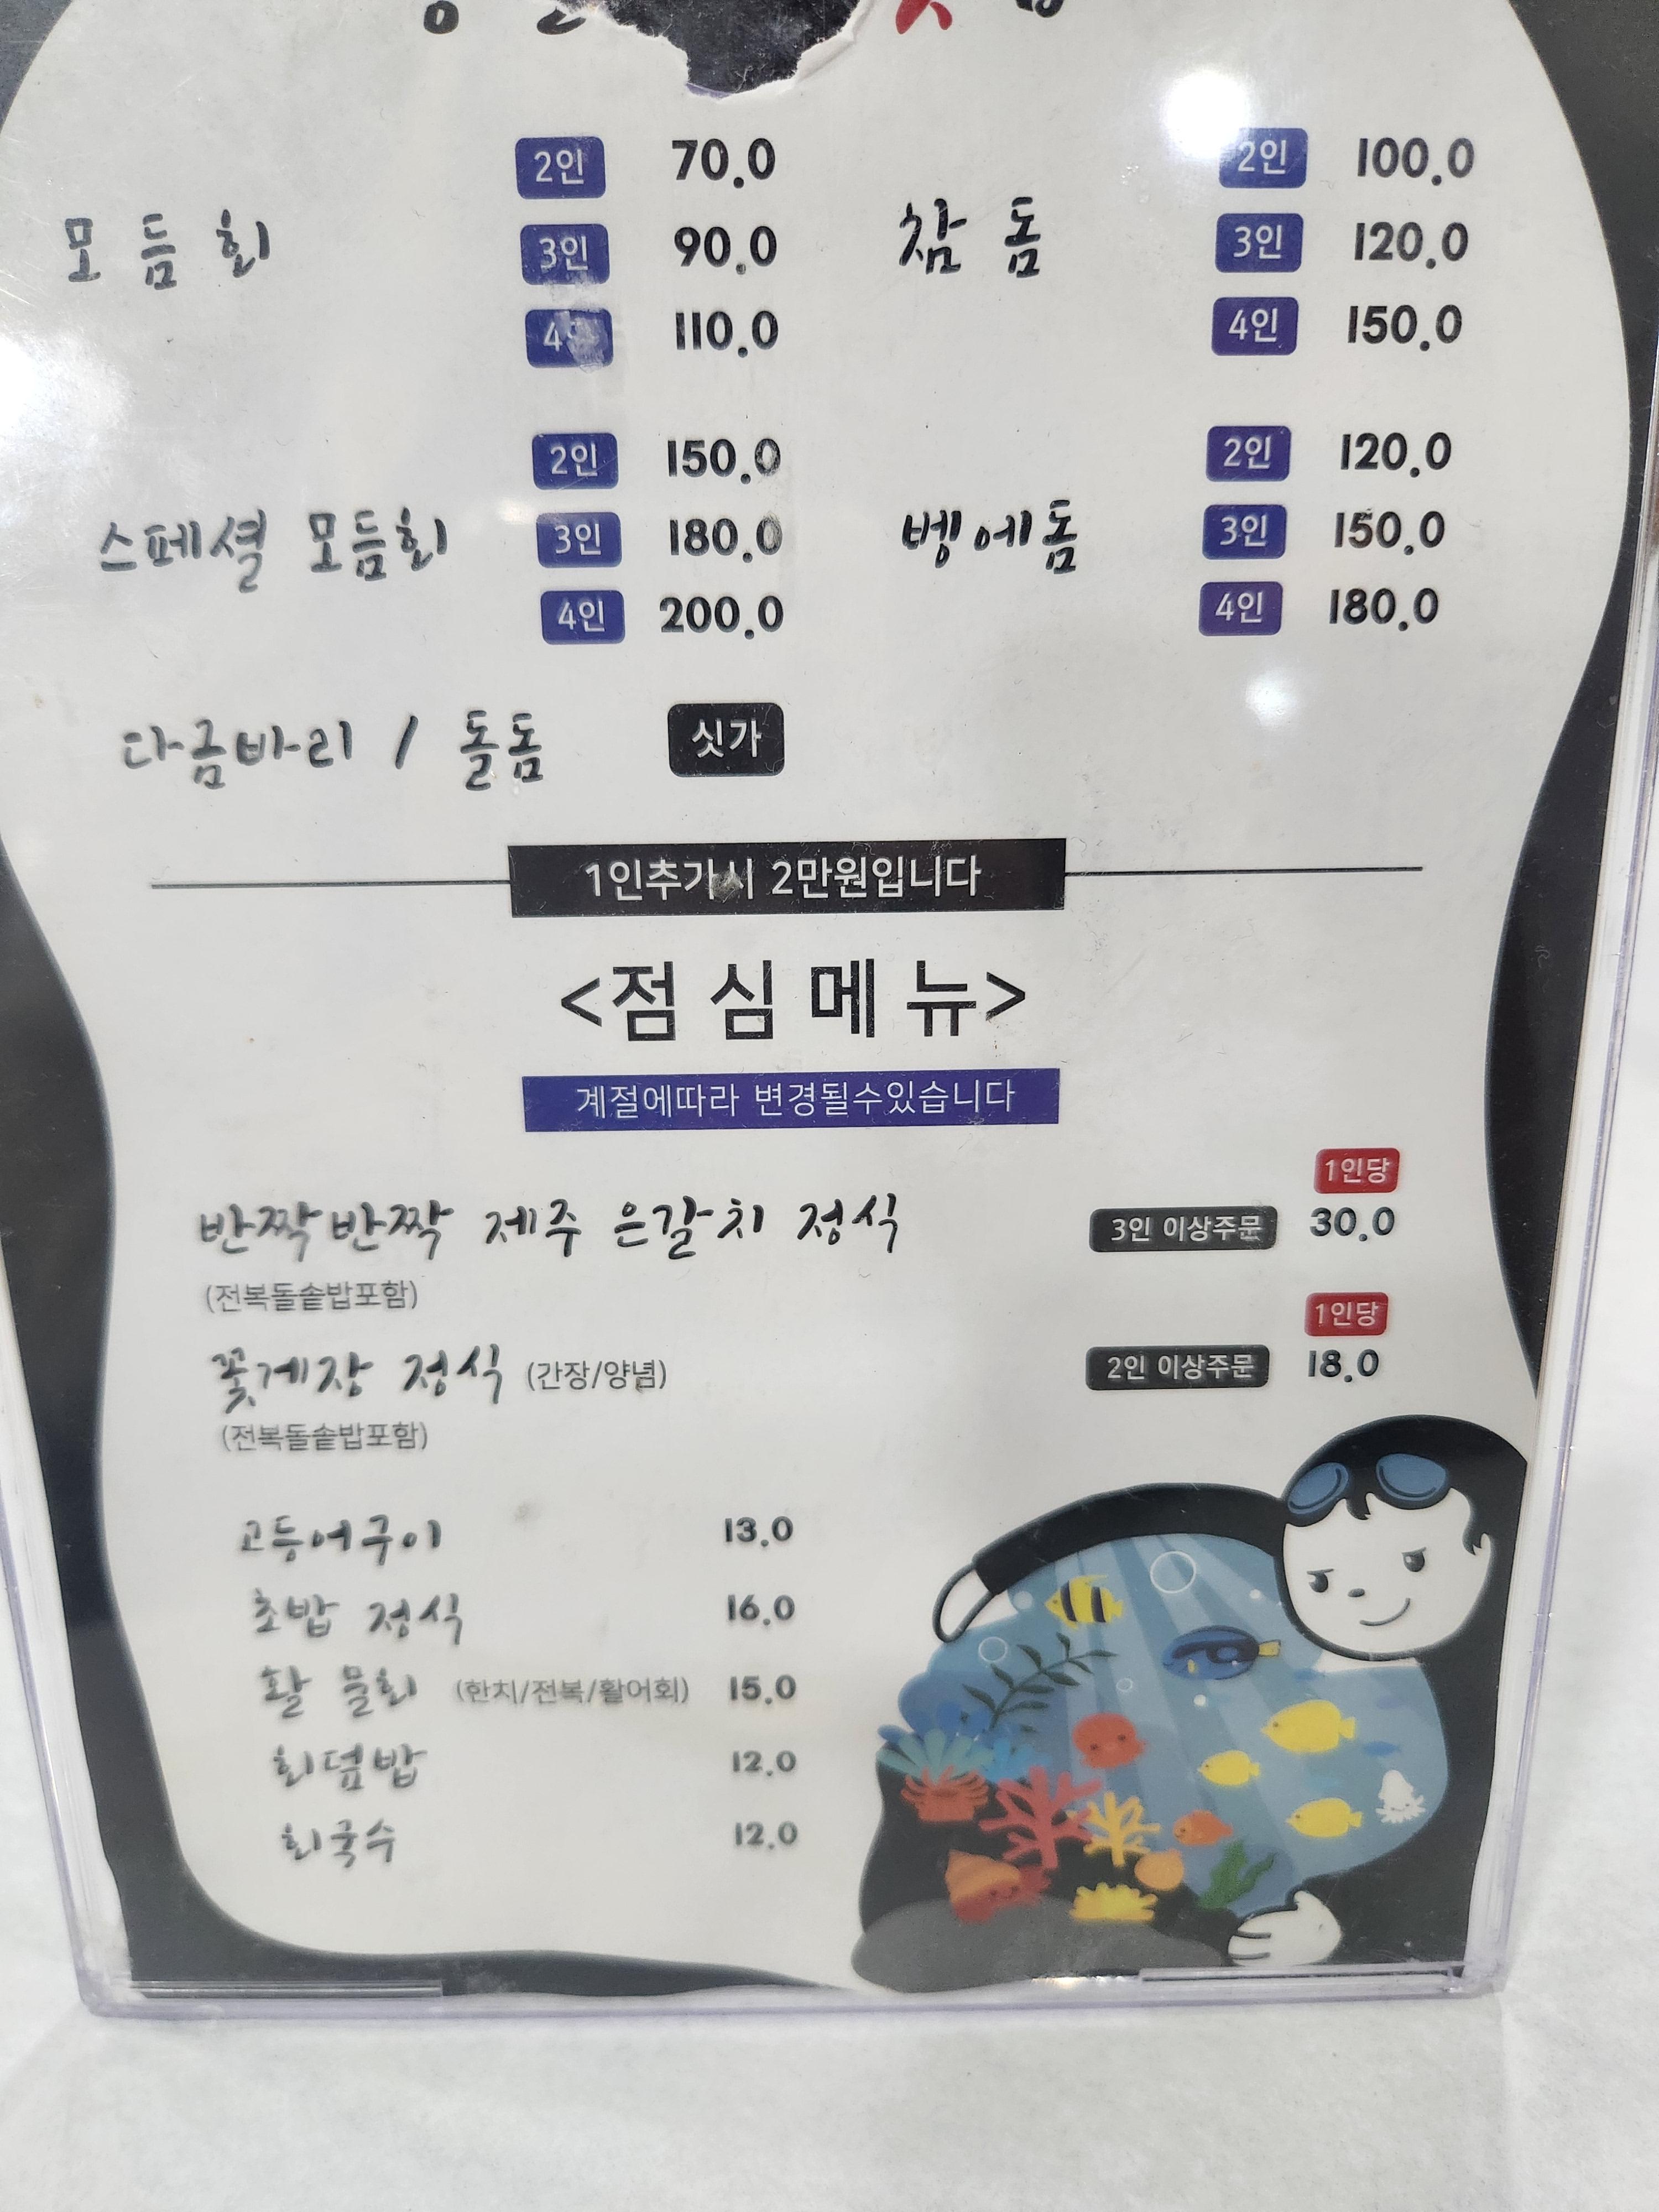 2인 70.0
모듬회 3인 90.0
4인 110.0
2인 100.0
참돔 3인 120.0
4인 150.0
2인 150.0
스페셜 모듬회 3인 180.0
4인 200.0
2인 120.0
벵에돔 3인 150.0
4인 180.0
다금바리 / 돌돔 싯가
1인추가시 2만원입니다
<점심메뉴>
계절에따라 변경될수있습니다
1인당
반짝반짝 제주 은갈치 정식 3인 이상주문 30.0
(전복돌솥밥포함)
1인당
꽃게장 정식 (간장/양념) 2인 이상주문 18.0
(전복돌솥밥포함)
고등어구이 13.0
초밥 정식 16.0
활 물회 (한치/전복/활어회) 15.0
회덮밥 12.0
회국수 12.0